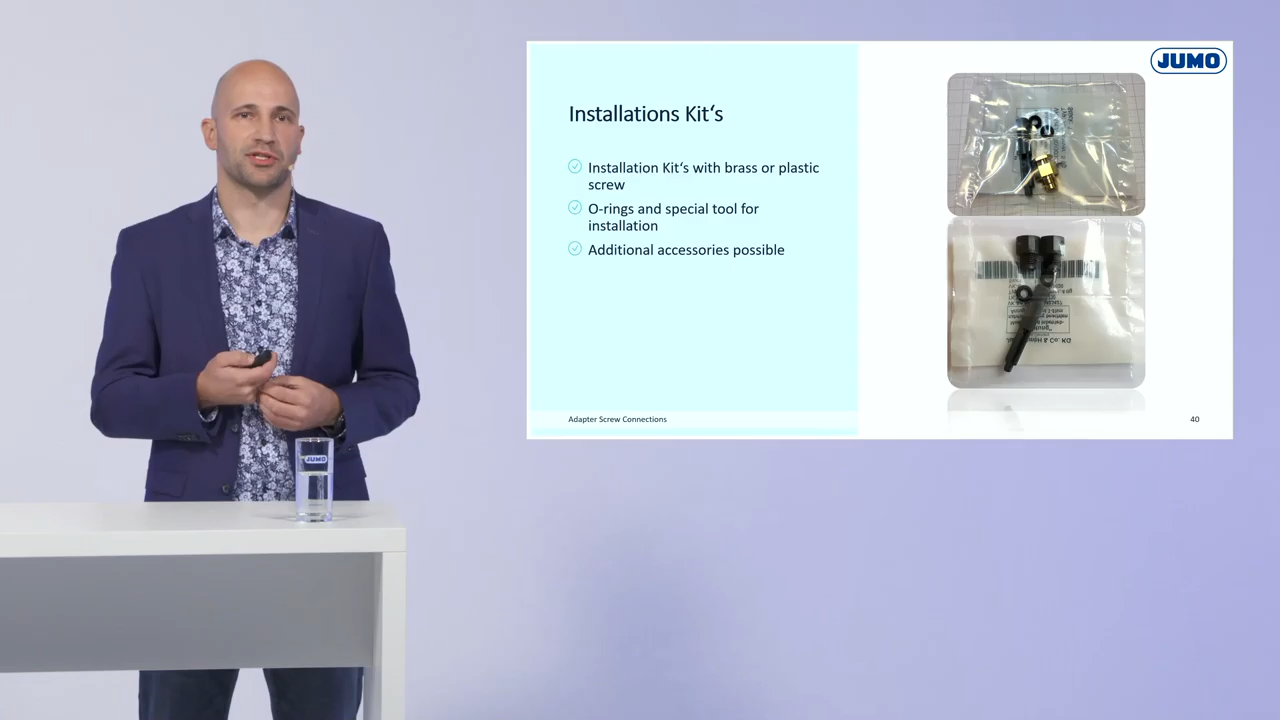 JUMO
Installations Kit‘s
Installation Kit‘s with brass or plastic
screw
O-rings and special tool for
installation
Additional accessories possible
Adapter Screw Connections
40
JUMO